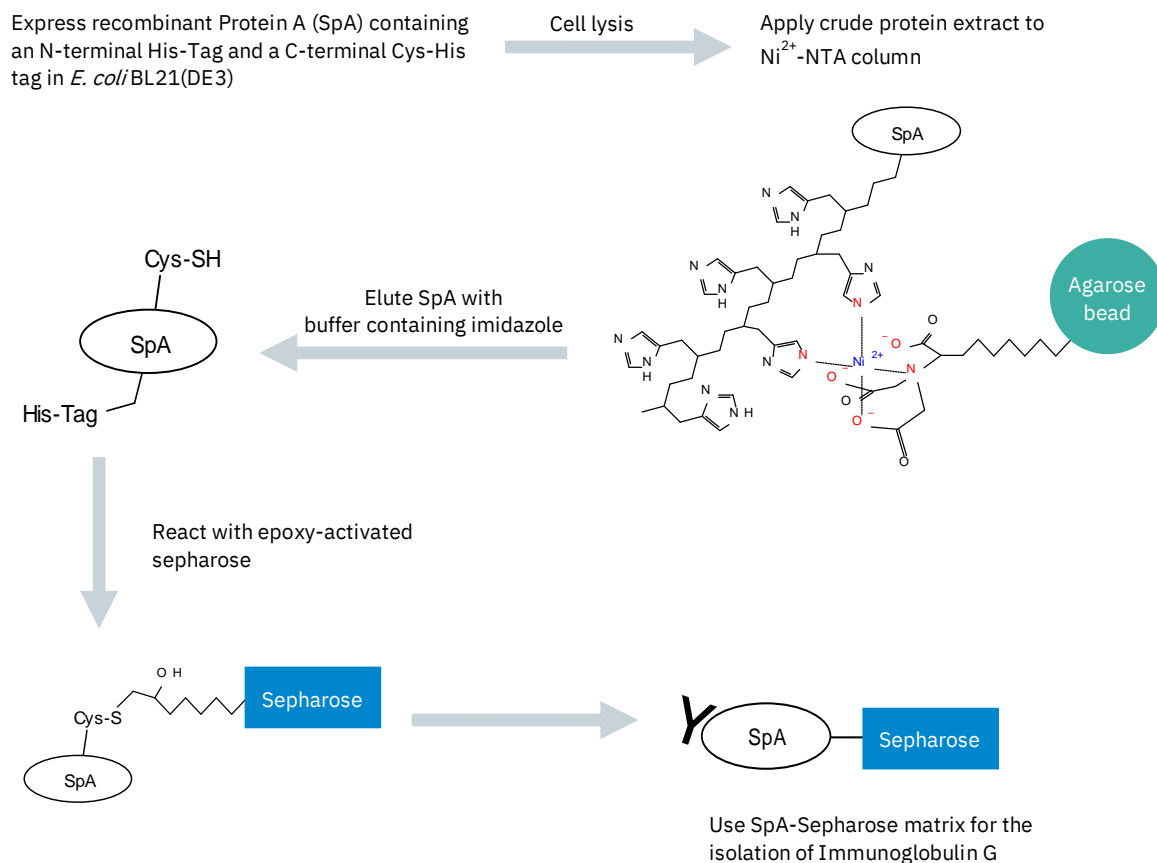 Express recombinant Protein A (SpA) containing
an N-terminal His-Tag and a C-terminal Cys-His
tag in E. coli BL21(DE3)
Cell lysis
Apply crude protein extract to
Ni²⁺-NTA column
SpA
N
N
H
N
N
N
N
H
Agarose
bead
O
⁻O
Ni 2+
N
N
N
N
H
O⁻
O
N
N
N H
O⁻
O
Cys-SH
SpA
His-Tag
Elute SpA with
buffer containing imidazole
React with epoxy-activated
sepharose
O H
Cys-S
SpA
Sepharose
SpA
Sepharose
Use SpA-Sepharose matrix for the
isolation of Immunoglobulin G